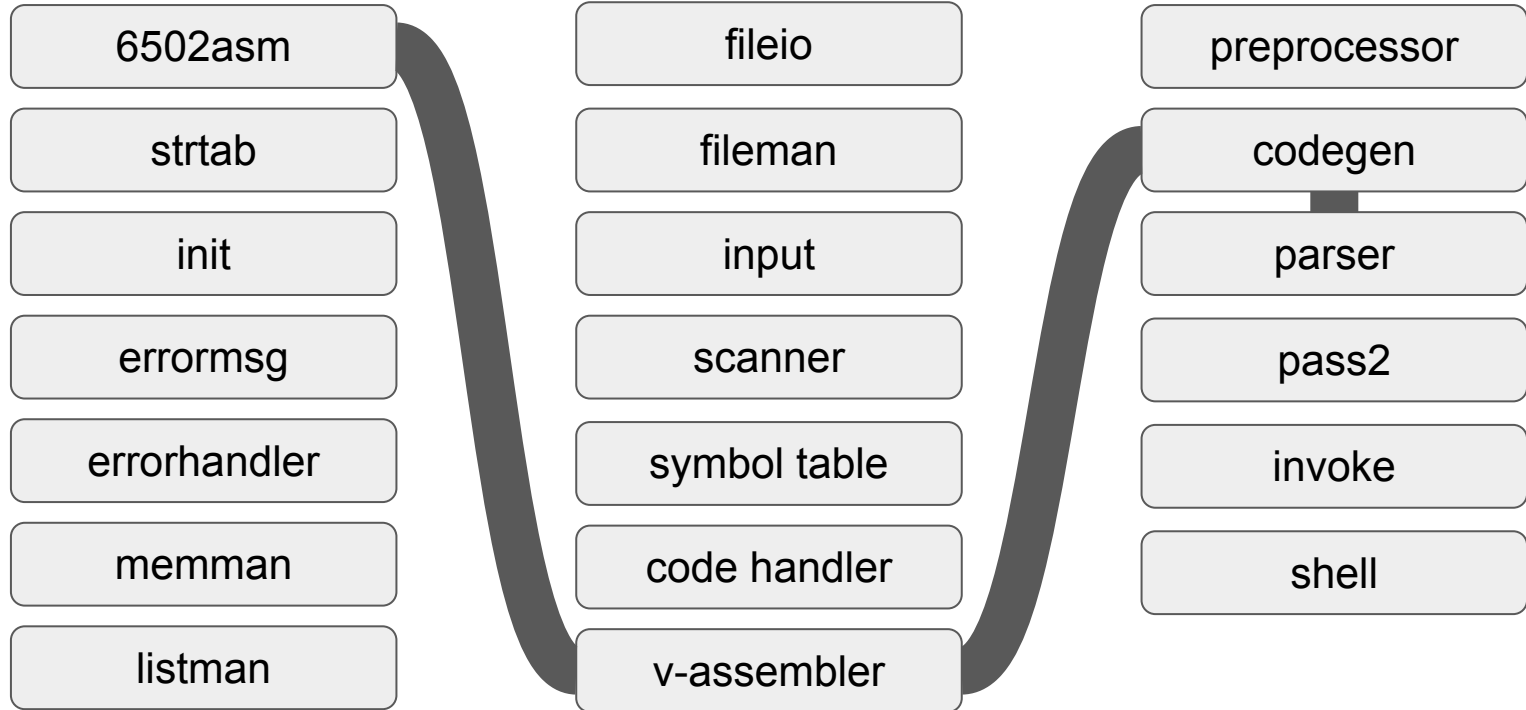 6502asm
strtab
init
errormsg
errorhandler
memman
listman
fileio
fileman
input
scanner
symbol table
code handler
v-assembler
preprocessor
codegen
parser
pass2
invoke
shell